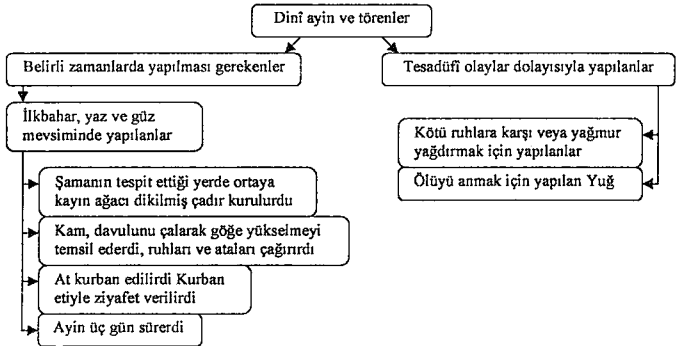 Dinî ayin ve törenler
Belirli zamanlarda yapılması gerekenler
Tesadüfî olaylar dolayısıyla yapılanlar
İlkbahar, yaz ve güz
mevsiminde yapılanlar
Kötü ruhlara karşı veya yağmur
yağdırmak için yapılanlar
Ölüyü anmak için yapılan Yuğ
Şamanın tespit ettiği yerde ortaya
kayın ağacı dikilmiş çadır kurulurdu
Kam, davulunu çalarak göğe yükselmeyi
temsil ederdi, ruhları ve ataları çağırırdı
At kurban edilirdi Kurban
etiyle ziyafet verilirdi
Ayin üç gün sürerdi